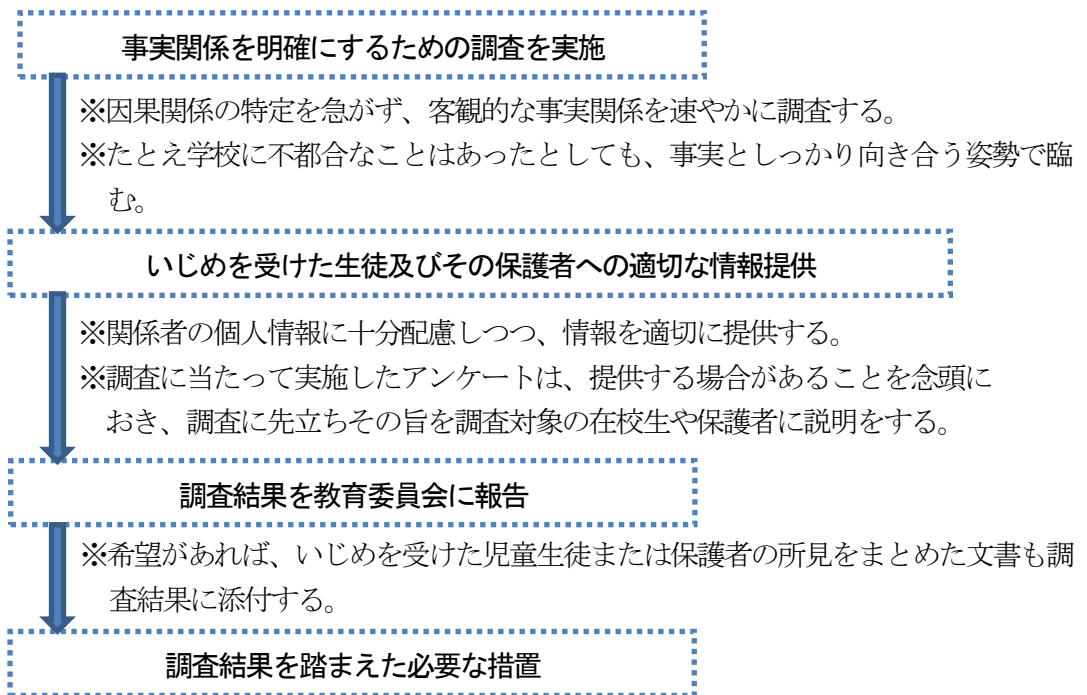 事実関係を明確にするための調査を実施
※因果関係の特定を急がず、客観的な事実関係を速やかに調査する。
※たとえ学校に不都合なことはあったとしても、事実としっかり向き合う姿勢で臨
む。
いじめを受けた生徒及びその保護者への適切な情報提供
※関係者の個人情報に十分配慮しつつ、情報を適切に提供する。
※調査に当たって実施したアンケートは、提供する場合があることを念頭に
おき、調査に先立ちその旨を調査対象の在校生や保護者に説明をする。
調査結果を教育委員会に報告
※希望があれば、いじめを受けた児童生徒または保護者の所見をまとめた文書も調
査結果に添付する。
調査結果を踏まえた必要な措置